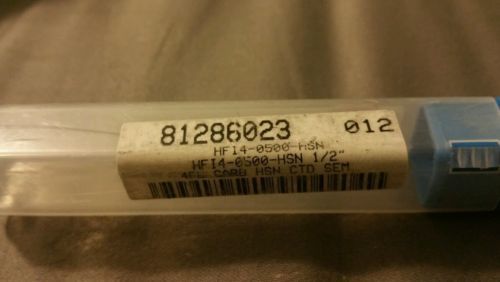 81286023 012
HFI4-0500-HSN
HFI4-0500-HSN 1/2"
CARB HSN CTD SEM